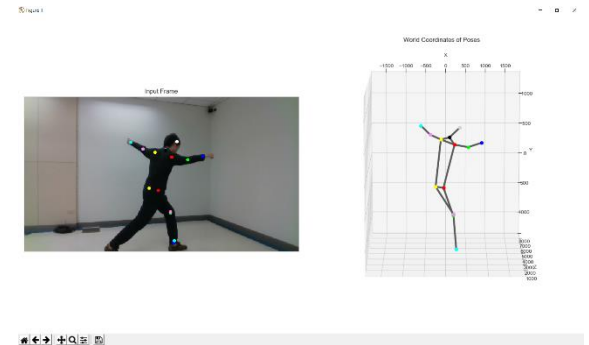 Figure 1
World Coordinates of Poses
X
-1500 -1000 -500 0 500 1000 1500
Input Frame
-1000
-500
0
Y
500
1000